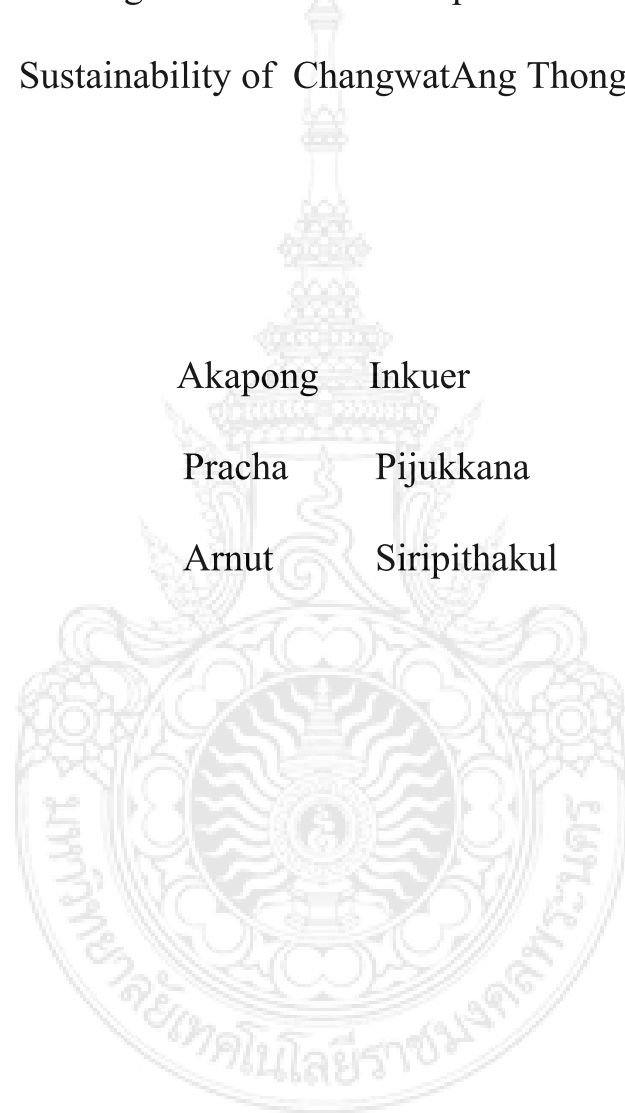 Sustainability of ChangwatAng Thong
Akapong Inkuer
Pracha Pijukkana
Arnut Siripithakul
มหาวิทยาลัยเทคโนโลยีราชมงคลพระนคร